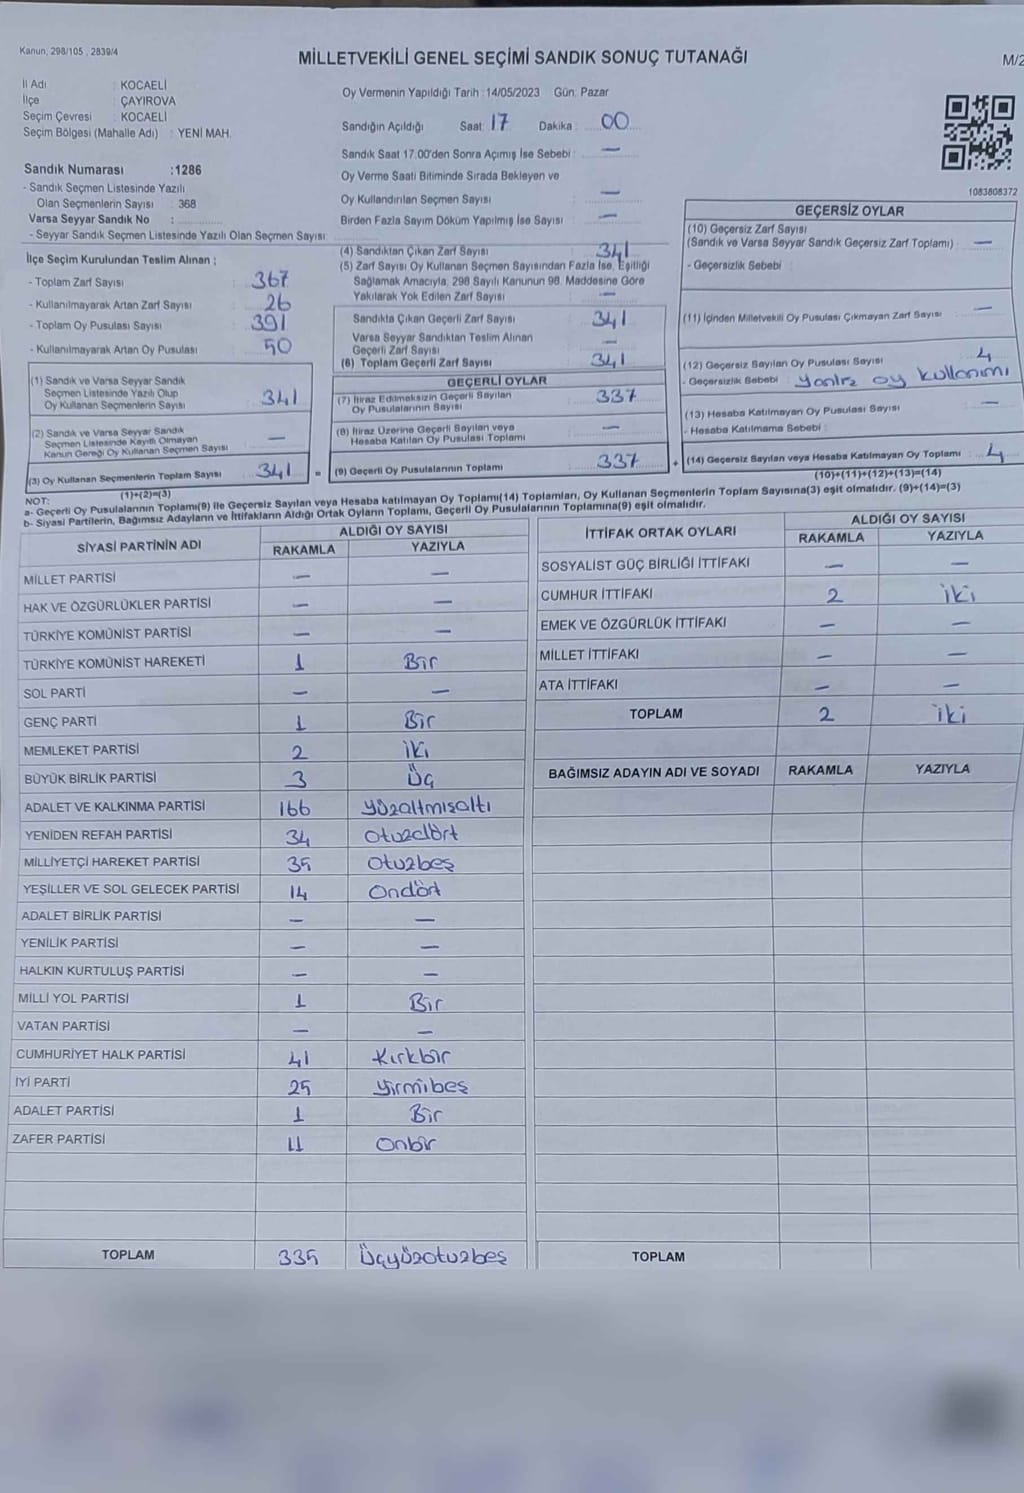 Kanun; 298/105 , 2839/4
MİLLETVEKİLİ GENEL SEÇİMİ SANDIK SONUÇ TUTANAĞI
M/2
İl Adı : KOCAELİ
İlçe : ÇAYIROVA
Seçim Çevresi : KOCAELİ
Seçim Bölgesi (Mahalle Adı) : YENİ MAH.
Oy Vermenin Yapıldığı Tarih :14/05/2023 Gün: Pazar
Sandığın Açıldığı Saat: 17 Dakika : 00
Sandık Saat 17.00'den Sonra Açımış İse Sebebi : —
Oy Verme Saati Bitiminde Sırada Bekleyen ve
Oy Kullandırılan Seçmen Sayısı : —
Birden Fazla Sayım Döküm Yapılmış İse Sayısı : —
1083808372
Sandık Numarası :1286
- Sandık Seçmen Listesinde Yazılı
Olan Seçmenlerin Sayısı : 368
Varsa Seyyar Sandık No :
- Seyyar Sandık Seçmen Listesinde Yazılı Olan Seçmen Sayısı:
İlçe Seçim Kurulundan Teslim Alınan ;
- Toplam Zarf Sayısı : 367
- Kullanılmayarak Artan Zarf Sayısı : 26
- Toplam Oy Pusulası Sayısı : 391
- Kullanılmayarak Artan Oy Pusulası : 50
(1) Sandık ve Varsa Seyyar Sandık
Seçmen Listesinde Yazılı Olup
Oy Kullanan Seçmenlerin Sayısı : 341
(2) Sandık ve Varsa Seyyar Sandık
Seçmen Listesinde Kayıtlı Olmayan
Kanun Gereği Oy Kullanan Seçmen Sayısı : —
(3) Oy Kullanan Seçmenlerin Toplam Sayısı : 341
(1)+(2)=(3)
(4) Sandıktan Çıkan Zarf Sayısı : 341
(5) Zarf Sayısı Oy Kullanan Seçmen Sayısından Fazla İse, Eşitliği
Sağlamak Amacıyla; 298 Sayılı Kanunun 98. Maddesine Göre
Yakılarak Yok Edilen Zarf Sayısı : —
Sandıkta Çıkan Geçerli Zarf Sayısı : 341
Varsa Seyyar Sandıktan Teslim Alınan
Geçerli Zarf Sayısı : —
(6) Toplam Geçerli Zarf Sayısı : 341
GEÇERLİ OYLAR
(7) İtiraz Edilmeksizin Geçerli Sayılan
Oy Pusulalarının Sayısı : 337
(8) İtiraz Üzerine Geçerli Sayılan veya
Hesaba Katılan Oy Pusulası Toplamı : —
= (9) Geçerli Oy Pusulalarının Toplamı : 337
GEÇERSİZ OYLAR
(10) Geçersiz Zarf Sayısı
(Sandık ve Varsa Seyyar Sandık Geçersiz Zarf Toplamı) : —
- Geçersizlik Sebebi :
(11) İçinden Milletvekili Oy Pusulası Çıkmayan Zarf Sayısı : —
(12) Geçersiz Sayılan Oy Pusulası Sayısı : 4
- Geçersizlik Sebebi : Yanlış oy kullanımı
(13) Hesaba Katılmayan Oy Pusulası Sayısı : —
- Hesaba Katılmama Sebebi :
+ (14) Geçersiz Sayılan veya Hesaba Katılmayan Oy Toplamı : 4
(10)+(11)+(12)+(13)=(14)
NOT:
a- Geçerli Oy Pusulalarının Toplamı(9) ile Geçersiz Sayılan veya Hesaba katılmayan Oy Toplamı(14) Toplamları, Oy Kullanan Seçmenlerin Toplam Sayısına(3) eşit olmalıdır. (9)+(14)=(3)
b- Siyasi Partilerin, Bağımsız Adayların ve İttifakların Aldığı Ortak Oyların Toplamı, Geçerli Oy Pusulalarının Toplamına(9) eşit olmalıdır.
SİYASİ PARTİNİN ADI ALDIĞI OY SAYISI
RAKAMLA YAZIYLA
MİLLET PARTİSİ — —
HAK VE ÖZGÜRLÜKLER PARTİSİ — —
TÜRKİYE KOMÜNİST PARTİSİ — —
TÜRKİYE KOMÜNİST HAREKETİ 1 Bir
SOL PARTİ — —
GENÇ PARTİ 1 Bir
MEMLEKET PARTİSİ 2 iki
BÜYÜK BİRLİK PARTİSİ 3 Üç
ADALET VE KALKINMA PARTİSİ 166 yüzaltmışaltı
YENİDEN REFAH PARTİSİ 34 Otuzdört
MİLLİYETÇİ HAREKET PARTİSİ 35 Otuzbeş
YEŞİLLER VE SOL GELECEK PARTİSİ 14 Ondört
ADALET BİRLİK PARTİSİ — —
YENİLİK PARTİSİ — —
HALKIN KURTULUŞ PARTİSİ — —
MİLLİ YOL PARTİSİ 1 Bir
VATAN PARTİSİ — —
CUMHURİYET HALK PARTİSİ 41 Kırkbir
İYİ PARTİ 25 Yirmibeş
ADALET PARTİSİ 1 Bir
ZAFER PARTİSİ 11 Onbir
TOPLAM 335 Üçyüzotuzbeş
İTTİFAK ORTAK OYLARI ALDIĞI OY SAYISI
RAKAMLA YAZIYLA
SOSYALİST GÜÇ BİRLİĞİ İTTİFAKI — —
CUMHUR İTTİFAKI 2 iki
EMEK VE ÖZGÜRLÜK İTTİFAKI — —
MİLLET İTTİFAKI — —
ATA İTTİFAKI — —
TOPLAM 2 iki
BAĞIMSIZ ADAYIN ADI VE SOYADI RAKAMLA YAZIYLA
TOPLAM